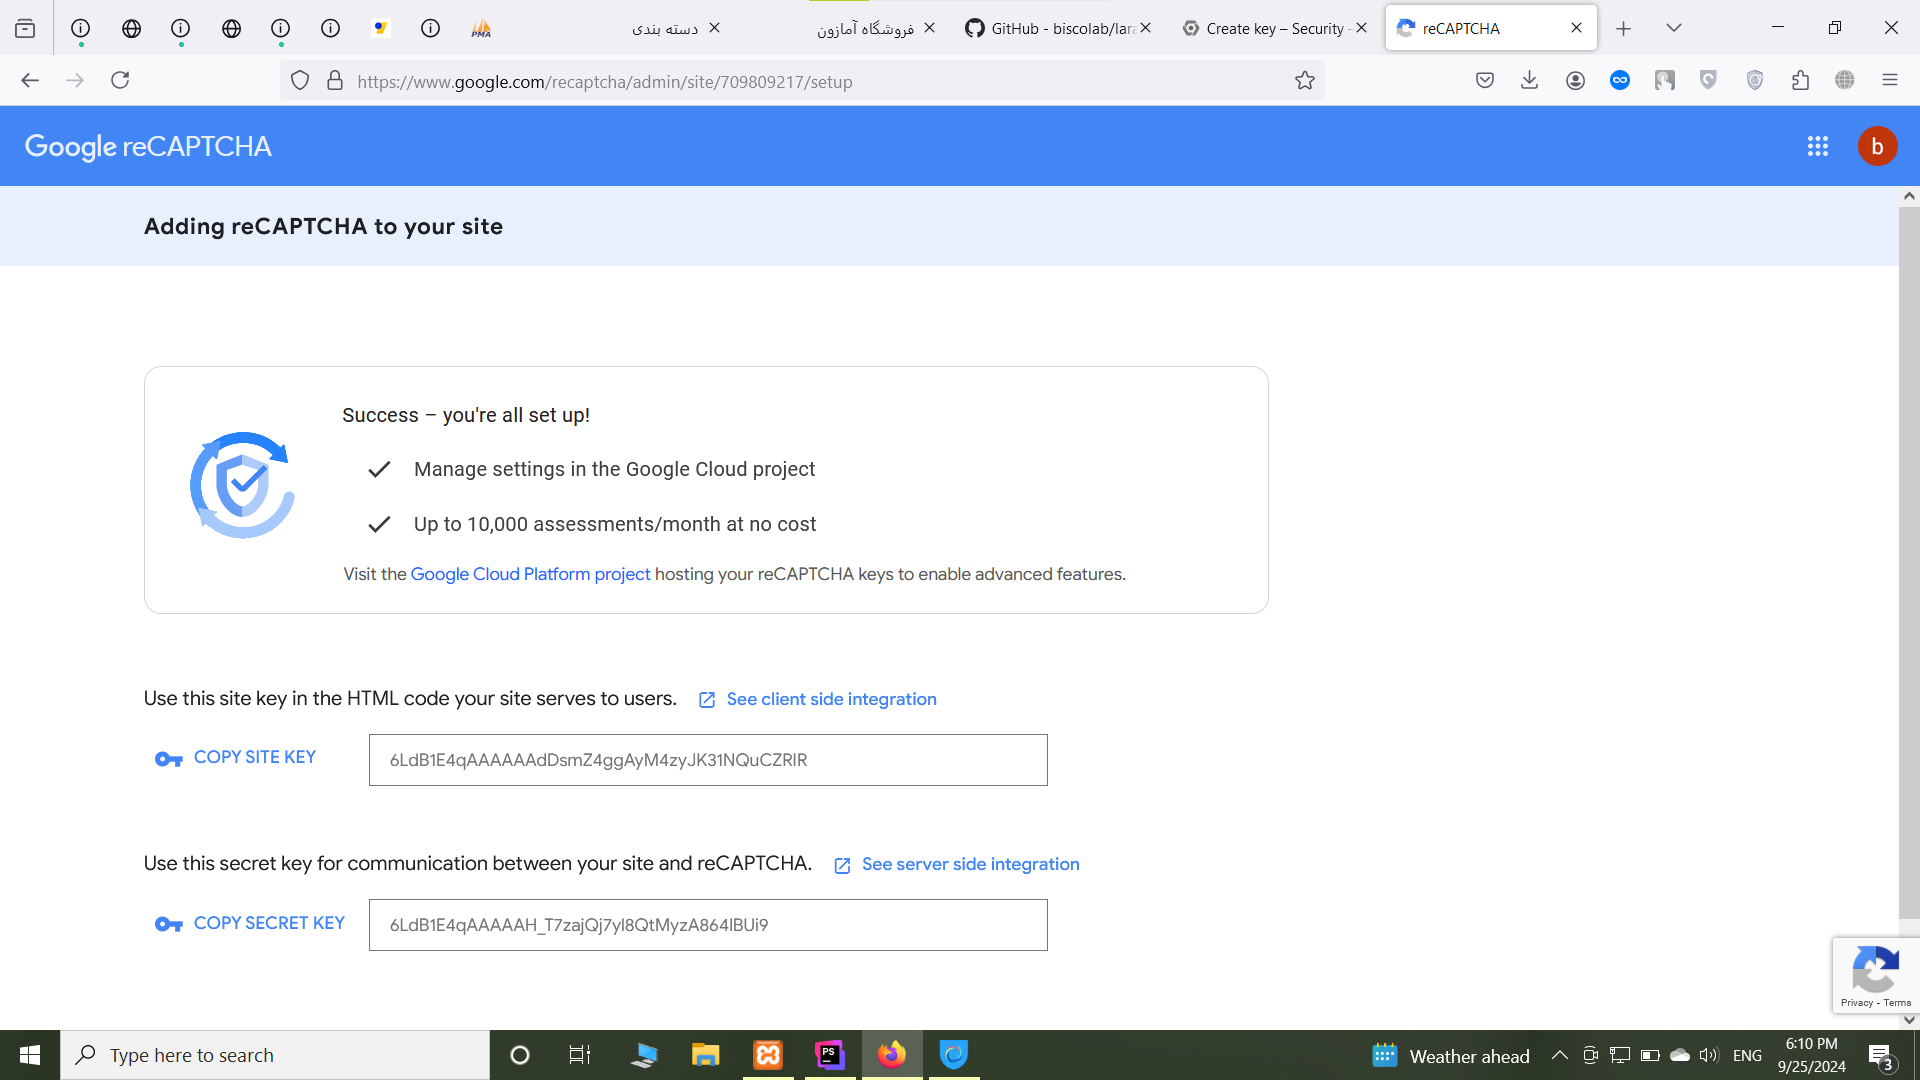 PMA
دسته بندی
فروشگاه آمازون
GitHub - biscolab/lara
Create key – Security -
reCAPTCHA
https://www.google.com/recaptcha/admin/site/709809217/setup
Google reCAPTCHA
b
Adding reCAPTCHA to your site
Success – you're all set up!
Manage settings in the Google Cloud project
Up to 10,000 assessments/month at no cost
Visit the Google Cloud Platform project hosting your reCAPTCHA keys to enable advanced features.
Use this site key in the HTML code your site serves to users. See client side integration
COPY SITE KEY
6LdB1E4qAAAAAAdDsmZ4ggAyM4zyJK31NQuCZRIR
Use this secret key for communication between your site and reCAPTCHA. See server side integration
COPY SECRET KEY
6LdB1E4qAAAAAH_T7zajQj7yl8QtMyzA864IBUi9
Privacy - Terms
Type here to search
PS
Weather ahead
ENG
6:10 PM
9/25/2024
3